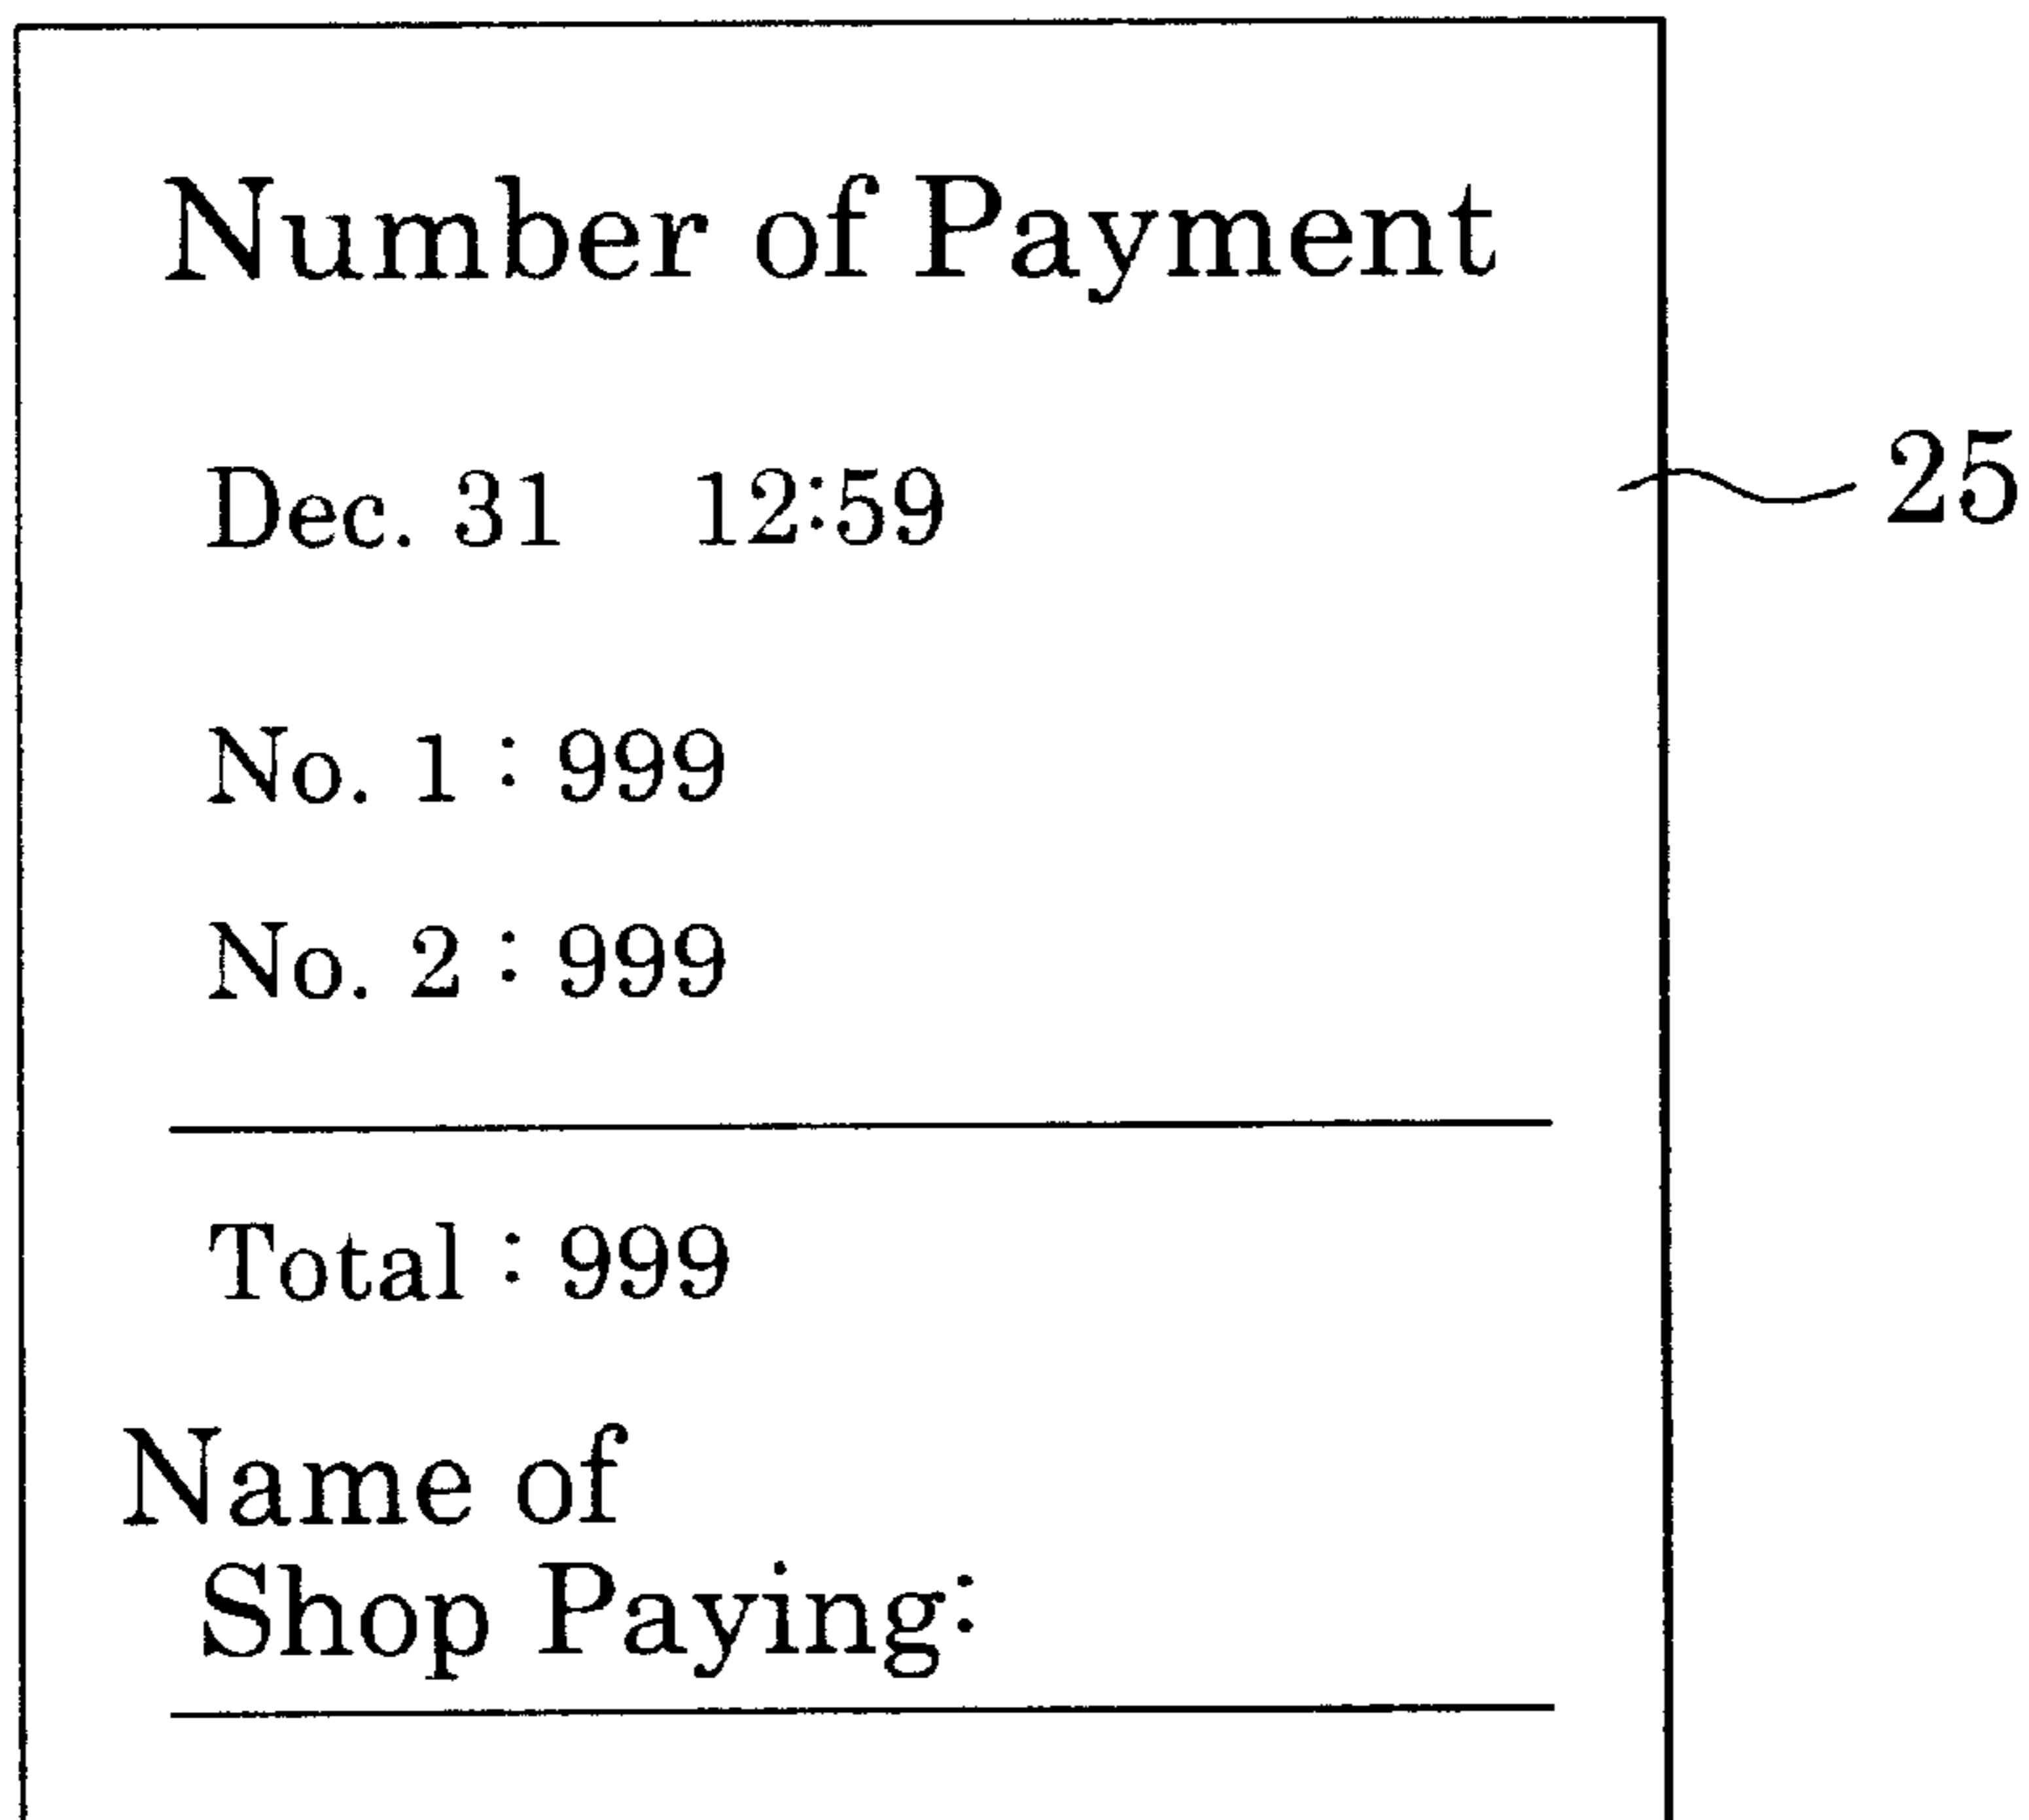 Number of Payment
Dec. 31 12:59
25
No. 1 : 999
No. 2 : 999
Total : 999
Name of
Shop Paying: